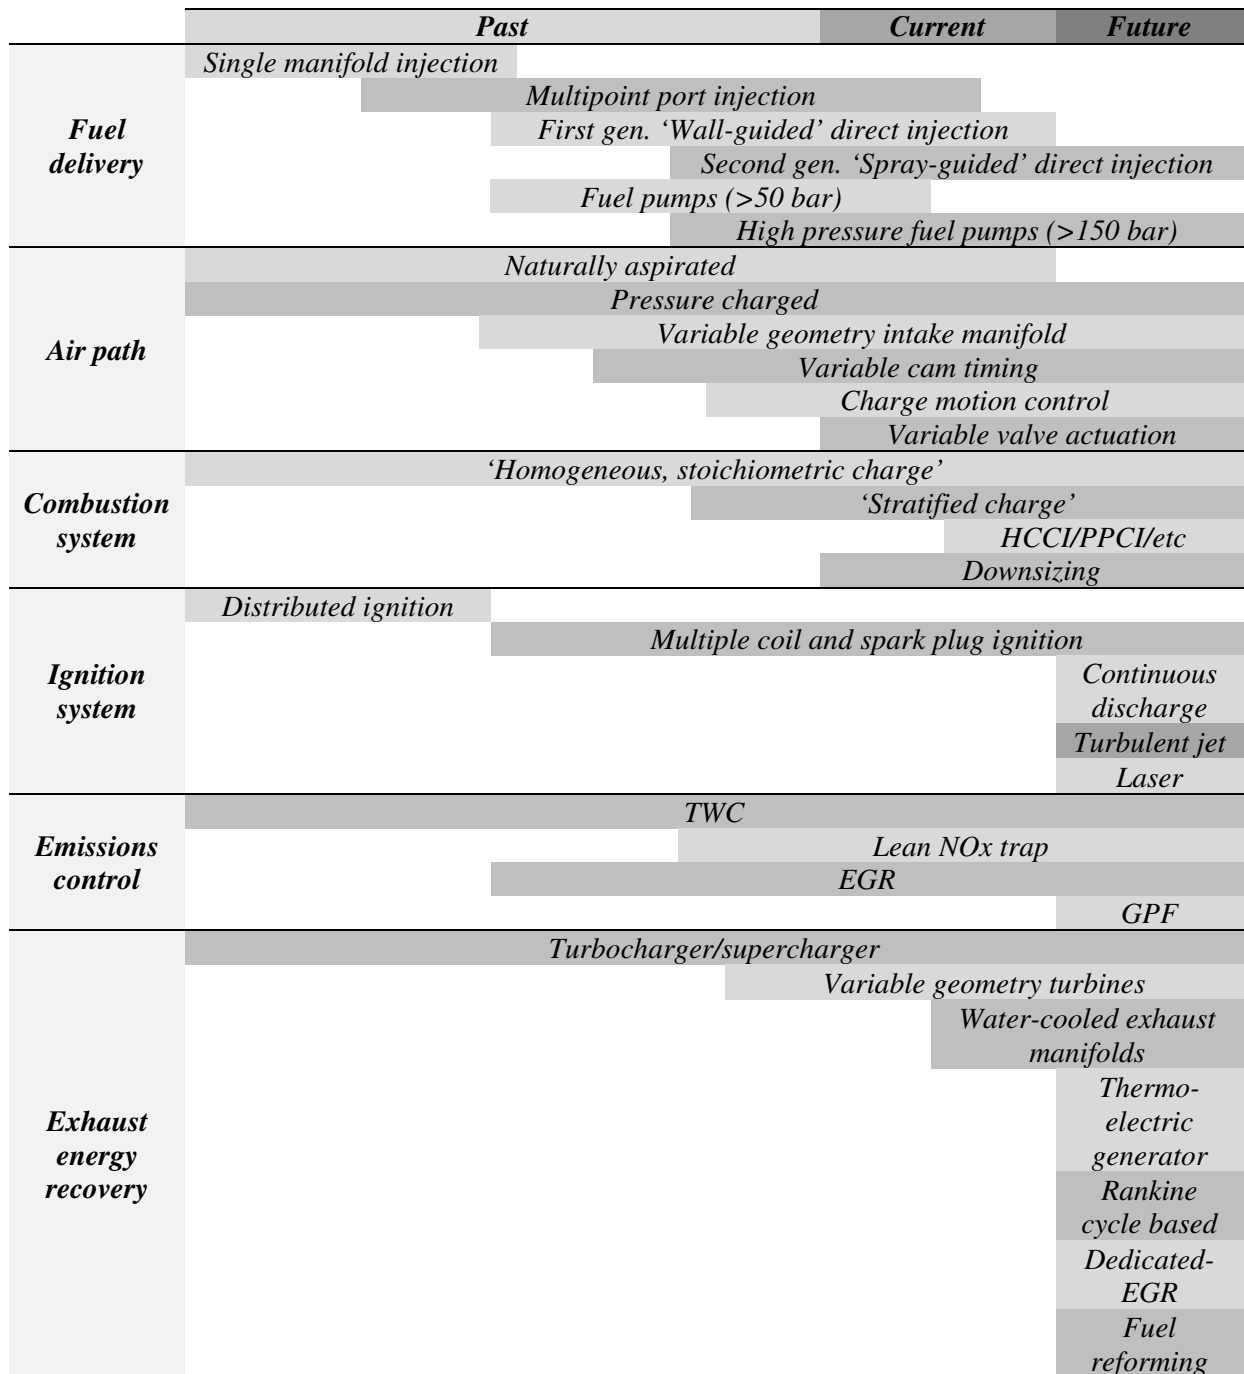 Past Current Future
Fuel
delivery
Single manifold injection
Multipoint port injection
First gen. ‘Wall-guided’ direct injection
Second gen. ‘Spray-guided’ direct injection
Fuel pumps (>50 bar)
High pressure fuel pumps (>150 bar)
Air path
Naturally aspirated
Pressure charged
Variable geometry intake manifold
Variable cam timing
Charge motion control
Variable valve actuation
Combustion
system
‘Homogeneous, stoichiometric charge’
‘Stratified charge’
HCCI/PPCI/etc
Downsizing
Ignition
system
Distributed ignition
Multiple coil and spark plug ignition
Continuous
discharge
Turbulent jet
Laser
Emissions
control
TWC
Lean NOx trap
EGR
GPF
Exhaust
energy
recovery
Turbocharger/supercharger
Variable geometry turbines
Water-cooled exhaust
manifolds
Thermo-
electric
generator
Rankine
cycle based
Dedicated-
EGR
Fuel
reforming